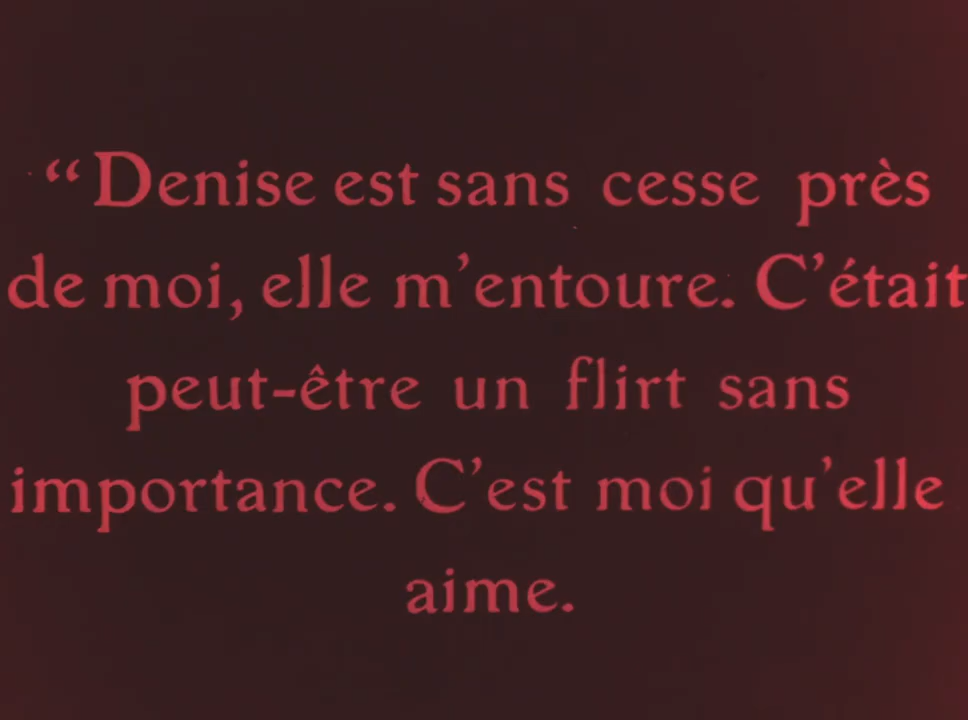 “Denise est sans cesse près
de moi, elle m’entoure. C’était
peut-être un flirt sans
importance. C’est moi qu’elle
aime.